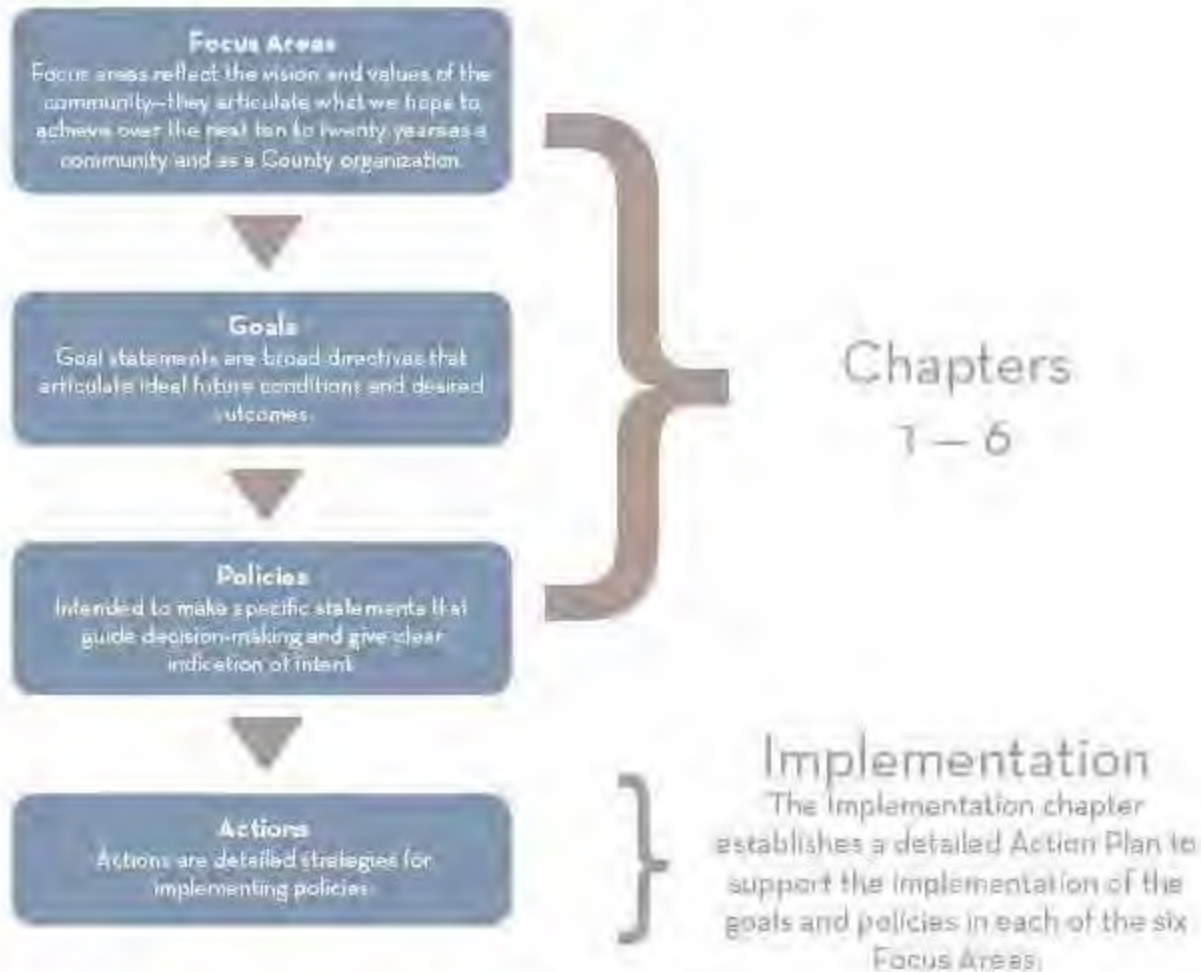 Focus Areas
Focus areas reflect the vision and values of the
community—they articulate what we hope to
achieve over the next ten to twenty yearsas a
community and as a County organization.
Goals
Goal statements are broad directives that
articulate ideal future conditions and desired
outcomes.
Policies
Intended to make specific statements that
guide decision-making and give clear
indication of intent
Actions
Actions are detailed strategies for
implementing policies
Chapters
1 — 6
Implementation
The Implementation chapter
establishes a detailed Action Plan to
support the implementation of the
goals and policies in each of the six
Focus Areas.